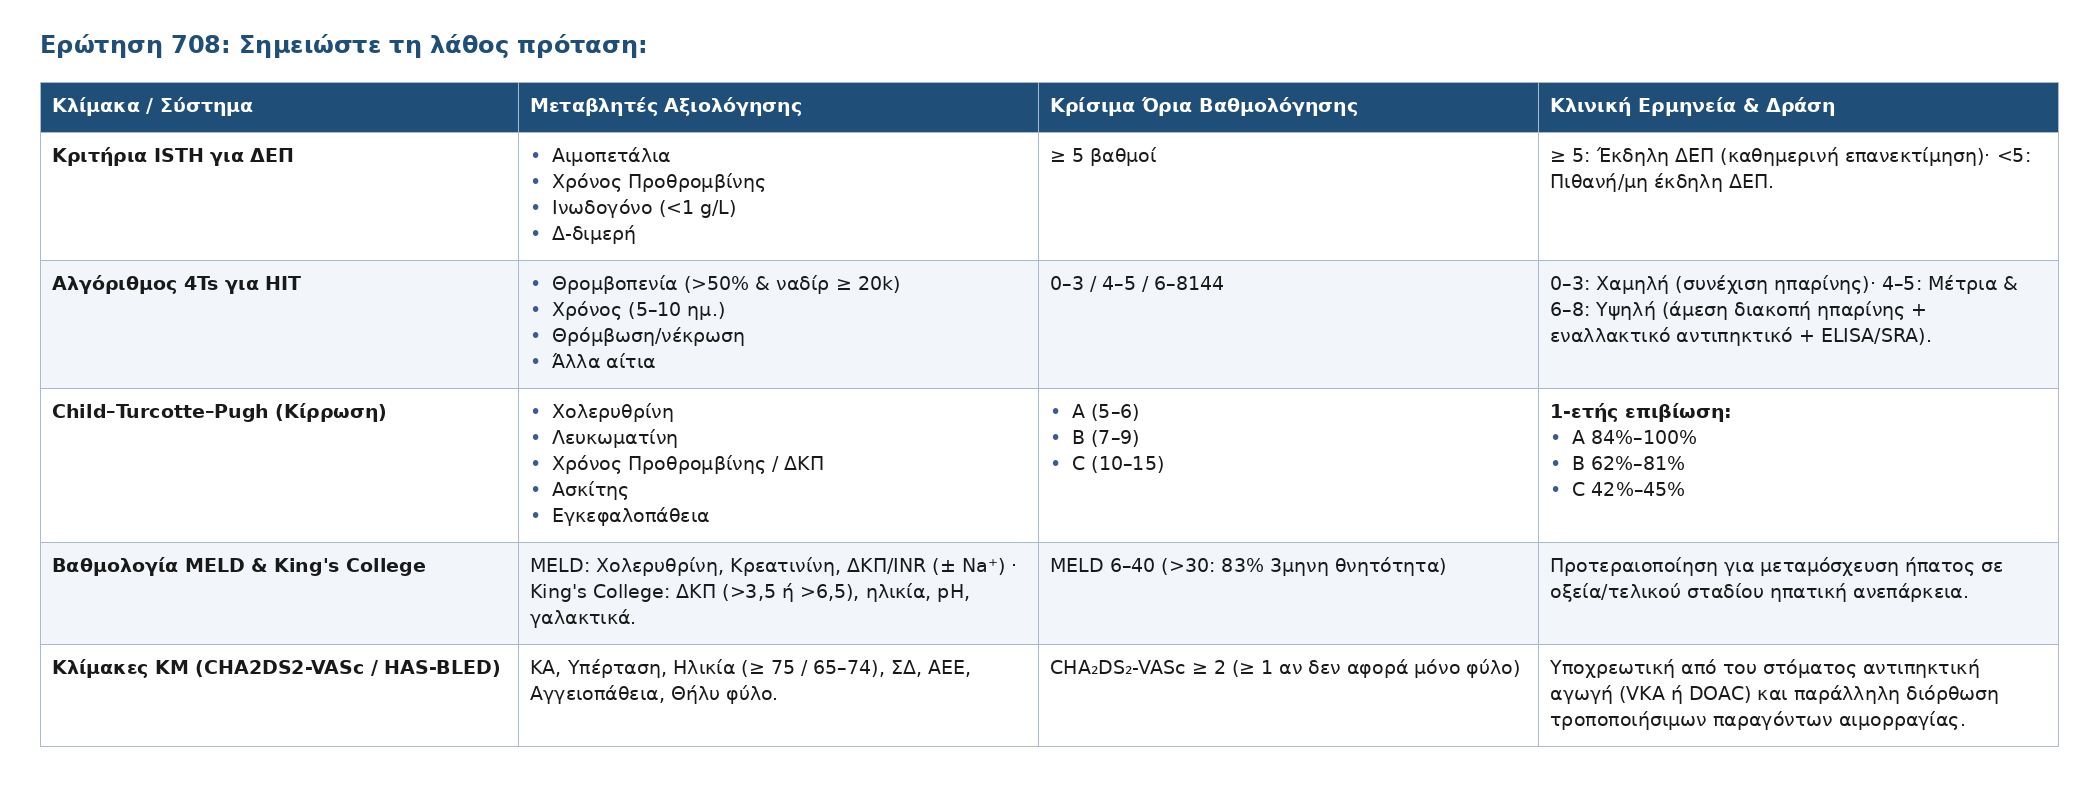 Ερώτηση 708: Σημειώστε τη λάθος πρόταση:
Κλίμακα / Σύστημα
Μεταβλητές Αξιολόγησης
Κρίσιμα Όρια Βαθμολόγησης
Κλινική Ερμηνεία & Δράση
Κριτήρια ISTH για ΔΕΠ
• Αιμοπετάλια
• Χρόνος Προθρομβίνης
• Ινωδογόνο (<1 g/L)
• Δ-διμερή
≥ 5 βαθμοί
≥ 5: Έκδηλη ΔΕΠ (καθημερινή επανεκτίμηση)· <5:
Πιθανή/μη έκδηλη ΔΕΠ.
Αλγόριθμος 4Ts για HIT
• Θρομβοπενία (>50% & ναδίρ ≥ 20k)
• Χρόνος (5–10 ημ.)
• Θρόμβωση/νέκρωση
• Άλλα αίτια
0–3 / 4–5 / 6–8144
0–3: Χαμηλή (συνέχιση ηπαρίνης)· 4–5: Μέτρια &
6–8: Υψηλή (άμεση διακοπή ηπαρίνης +
εναλλακτικό αντιπηκτικό + ELISA/SRA).
Child–Turcotte–Pugh (Κίρρωση)
• Χολερυθρίνη
• Λευκωματίνη
• Χρόνος Προθρομβίνης / ΔΚΠ
• Ασκίτης
• Εγκεφαλοπάθεια
• A (5–6)
• B (7–9)
• C (10–15)
1-ετής επιβίωση:
• A 84%–100%
• B 62%–81%
• C 42%–45%
Βαθμολογία MELD & King's College
MELD: Χολερυθρίνη, Κρεατινίνη, ΔΚΠ/INR (± Na⁺) ·
King's College: ΔΚΠ (>3,5 ή >6,5), ηλικία, pH,
γαλακτικά.
MELD 6–40 (>30: 83% 3μηνη θνητότητα)
Προτεραιοποίηση για μεταμόσχευση ήπατος σε
οξεία/τελικού σταδίου ηπατική ανεπάρκεια.
Κλίμακες ΚΜ (CHA2DS2-VASc / HAS-BLED)
ΚΑ, Υπέρταση, Ηλικία (≥ 75 / 65–74), ΣΔ, ΑΕΕ,
Αγγειοπάθεια, Θήλυ φύλο.
CHA₂DS₂-VASc ≥ 2 (≥ 1 αν δεν αφορά μόνο φύλο)
Υποχρεωτική από του στόματος αντιπηκτική
αγωγή (VKA ή DOAC) και παράλληλη διόρθωση
τροποποιήσιμων παραγόντων αιμορραγίας.